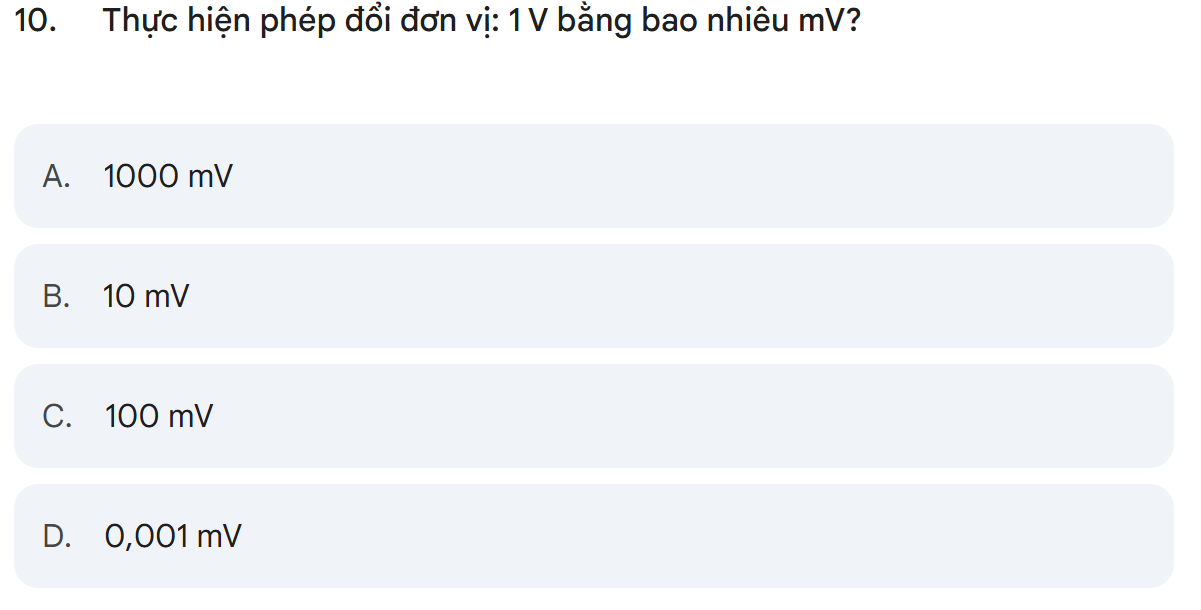 10. Thực hiện phép đổi đơn vị: 1 V bằng bao nhiêu mV?
A. 1000 mV
B. 10 mV
C. 100 mV
D. 0,001 mV